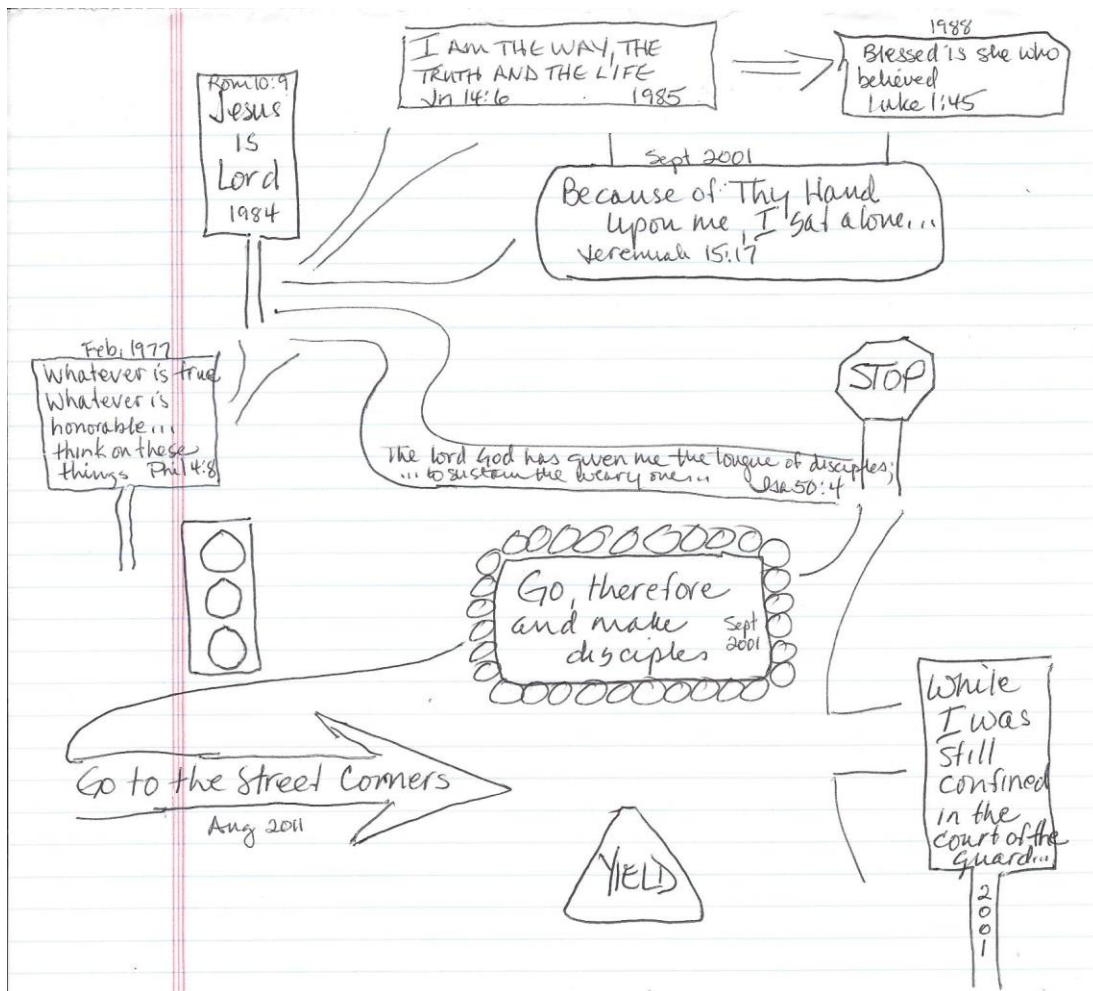 Rom 10:9
Jesus
is
Lord
1984
I AM THE WAY, THE
TRUTH AND THE LIFE
Jn 14:6 1985
1988
Blessed is she who
believed
Luke 1:45
Sept 2001
Because of Thy Hand
upon me, I sat alone...
Jeremiah 15:17
Feb, 1977
Whatever is true
Whatever is
honorable...
think on these
things Phil 4:8
STOP
The Lord God has given me the tongue of disciples;
... to sustain the weary one... Isa 50:4
Go, therefore
and make
disciples
Sept
2001
Go to the Street Corners
Aug 2011
YIELD
While
I was
still
confined
in the
court of the
guard...
2001